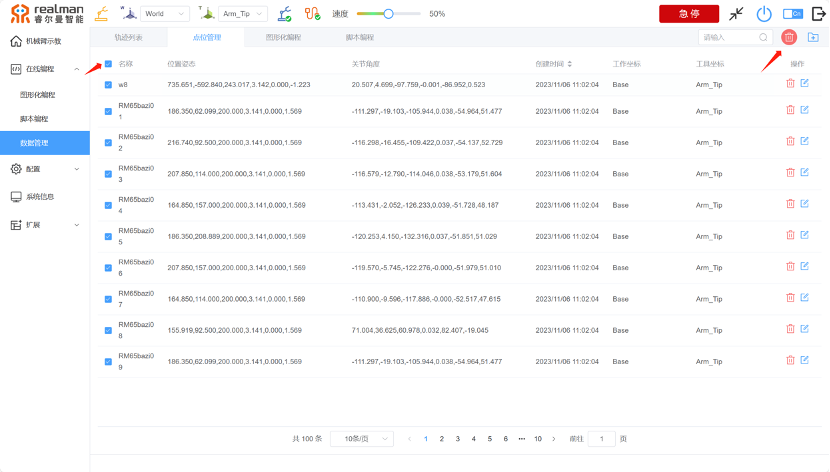 realman
睿尔曼智能
W
World
T
Arm_Tip
速度
50%
急 停
On
机械臂示教
在线编程
图形化编程
脚本编程
数据管理
配置
系统信息
扩展
轨迹列表
点位管理
图形化编程
脚本编程
请输入
名称
位置姿态
关节角度
创建时间
工作坐标
工具坐标
操作
w8
735.651,-592.840,243.017,3.142,0.000,-1.223
20.507,4.699,-97.759,-0.001,-86.952,0.523
2023/11/06 11:02:04
Base
Arm_Tip
RM65bazi0
1
186.350,62.099,200.000,3.141,0.000,1.569
-111.297,-19.103,-105.944,0.038,-54.964,51.477
2023/11/06 11:02:04
Base
Arm_Tip
RM65bazi0
2
216.740,92.500,200.000,3.141,0.000,1.569
-116.298,-16.455,-109.422,0.037,-54.137,52.729
2023/11/06 11:02:04
Base
Arm_Tip
RM65bazi0
3
207.850,114.000,200.000,3.141,0.000,1.569
-116.579,-12.790,-114.046,0.038,-53.179,51.604
2023/11/06 11:02:04
Base
Arm_Tip
RM65bazi0
4
164.850,157.000,200.000,3.141,0.000,1.569
-113.431,-2.052,-126.233,0.039,-51.728,48.187
2023/11/06 11:02:04
Base
Arm_Tip
RM65bazi0
5
186.350,208.889,200.000,3.141,0.000,1.569
-120.253,4.150,-132.316,0.037,-51.851,51.029
2023/11/06 11:02:04
Base
Arm_Tip
RM65bazi0
6
207.850,157.000,200.000,3.141,0.000,1.569
-119.570,-5.745,-122.276,-0.000,-51.979,51.010
2023/11/06 11:02:04
Base
Arm_Tip
RM65bazi0
7
164.850,114.000,200.000,3.141,0.000,1.569
-110.900,-9.596,-117.886,-0.000,-52.517,47.615
2023/11/06 11:02:04
Base
Arm_Tip
RM65bazi0
8
155.919,92.500,200.000,3.141,0.000,1.569
71.004,36.625,60.978,0.032,82.407,-19.045
2023/11/06 11:02:04
Base
Arm_Tip
RM65bazi0
9
186.350,62.099,200.000,3.141,0.000,1.569
-111.297,-19.103,-105.944,0.038,-54.964,51.477
2023/11/06 11:02:04
Base
Arm_Tip
共 100 条
10条/页
1 2 3 4 5 6 ••• 10
前往 1 页